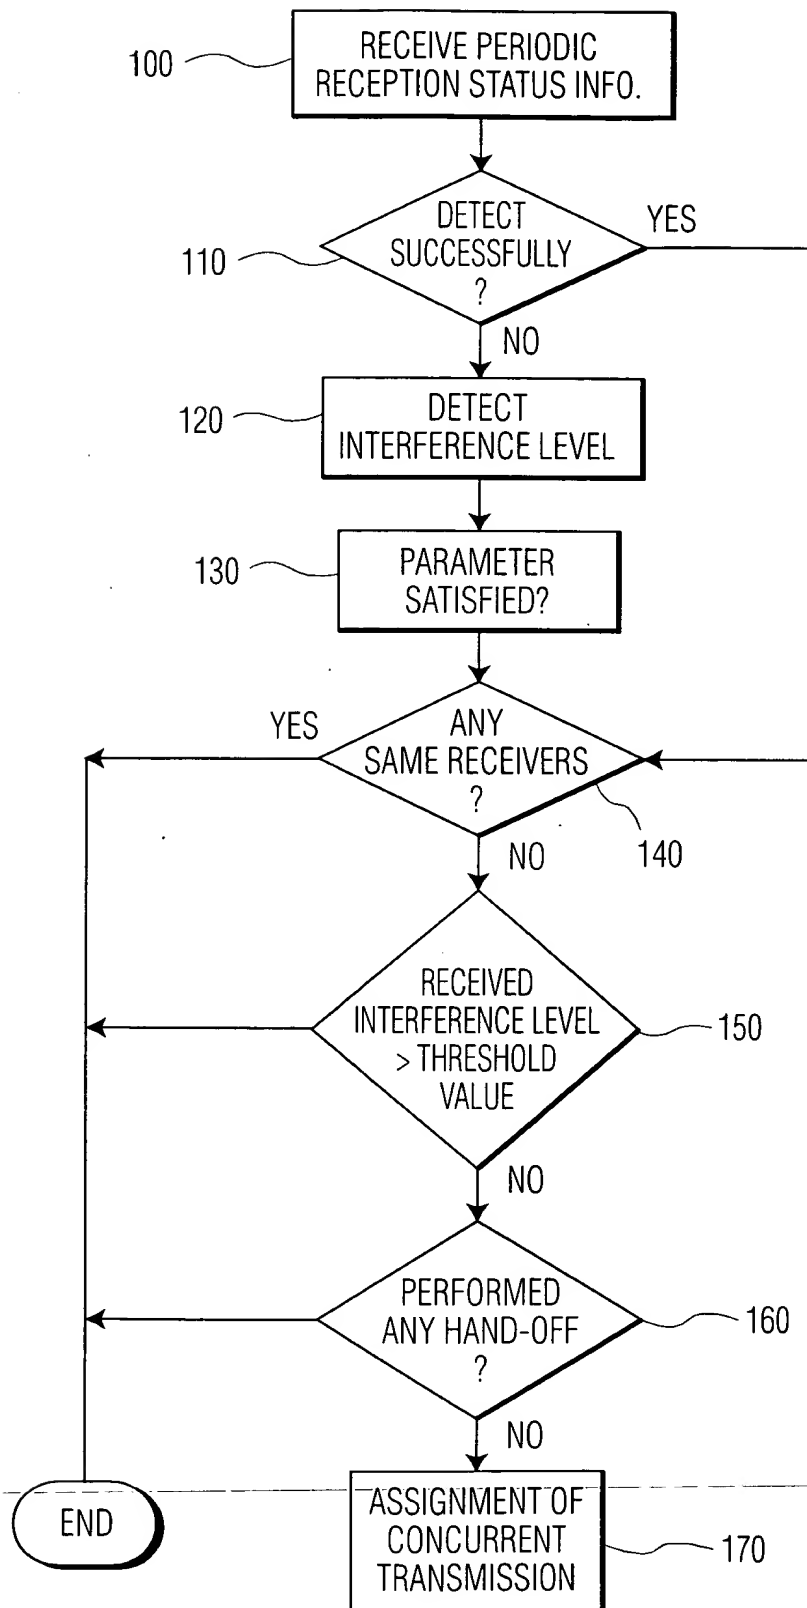 100
RECEIVE PERIODIC
RECEPTION STATUS INFO.
110
DETECT
SUCCESSFULLY
?
YES
NO
120
DETECT
INTERFERENCE LEVEL
130
PARAMETER
SATISFIED?
YES
ANY
SAME RECEIVERS
?
140
NO
RECEIVED
INTERFERENCE LEVEL
> THRESHOLD
VALUE
150
NO
PERFORMED
ANY HAND-OFF
?
160
NO
END
ASSIGNMENT OF
CONCURRENT
TRANSMISSION
170